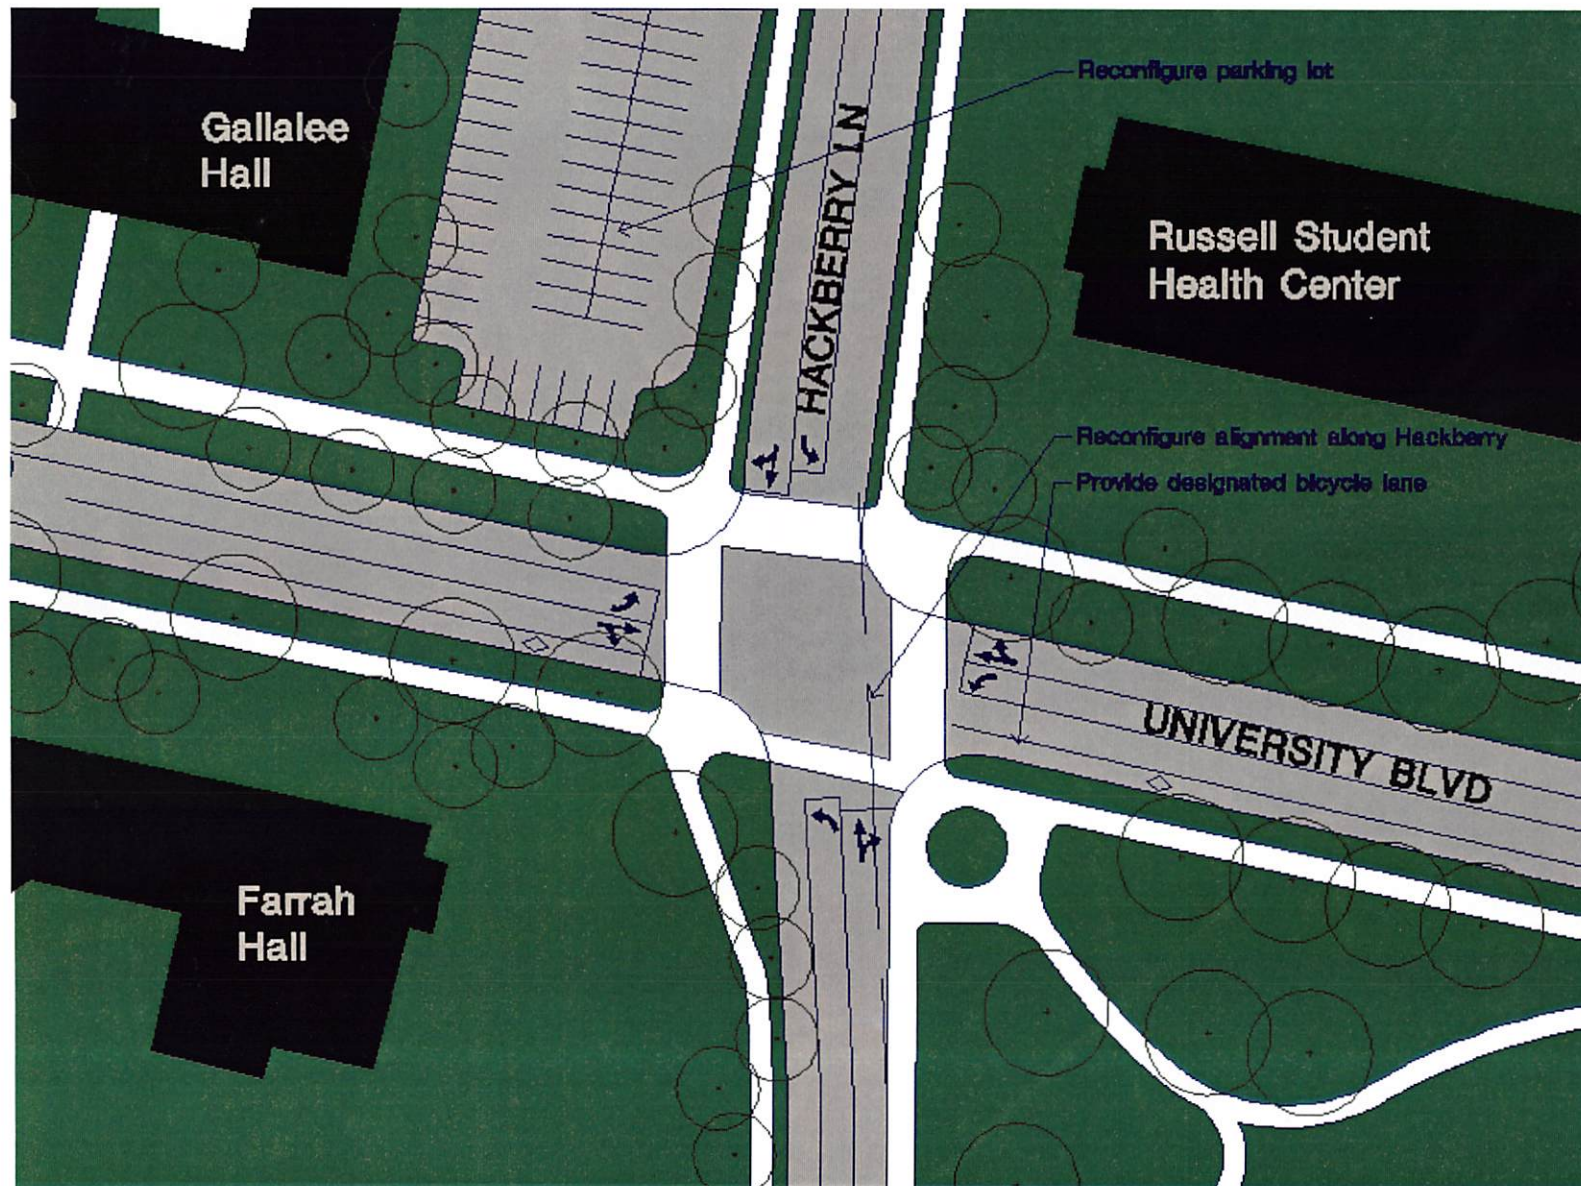 Reconfigure parking lot
Gallalee
Hall
HACKBERRY LN
Russell Student
Health Center
Reconfigure alignment along Hackberry
Provide designated bicycle lane
UNIVERSITY BLVD
Farrah
Hall